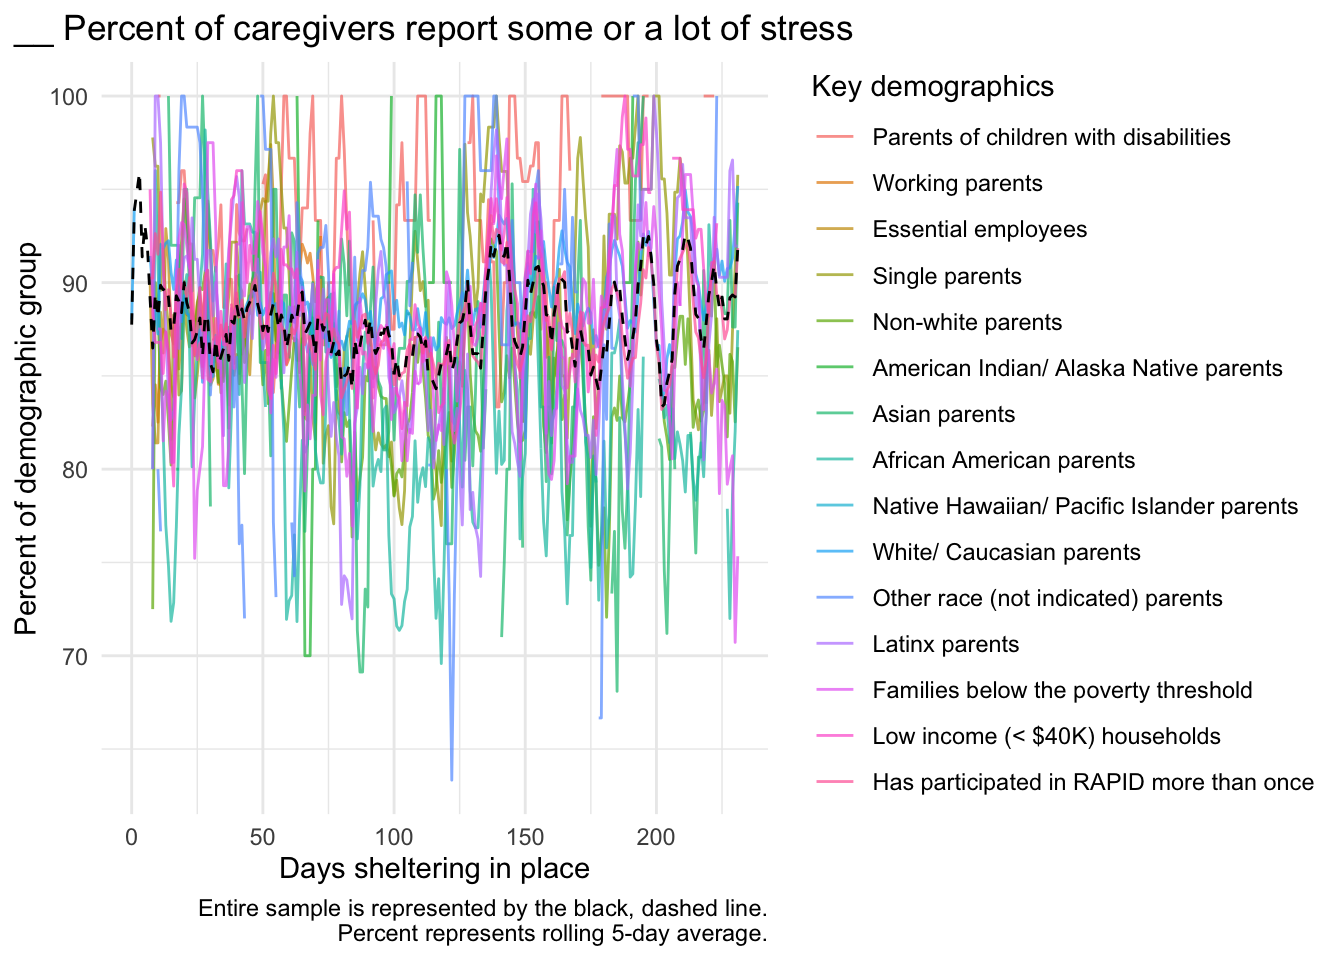 __ Percent of caregivers report some or a lot of stress
Percent of demographic group
100
90
80
70
0 50 100 150 200
Days sheltering in place
Entire sample is represented by the black, dashed line.
Percent represents rolling 5-day average.
Key demographics
Parents of children with disabilities
Working parents
Essential employees
Single parents
Non-white parents
American Indian/ Alaska Native parents
Asian parents
African American parents
Native Hawaiian/ Pacific Islander parents
White/ Caucasian parents
Other race (not indicated) parents
Latinx parents
Families below the poverty threshold
Low income (< $40K) households
Has participated in RAPID more than once